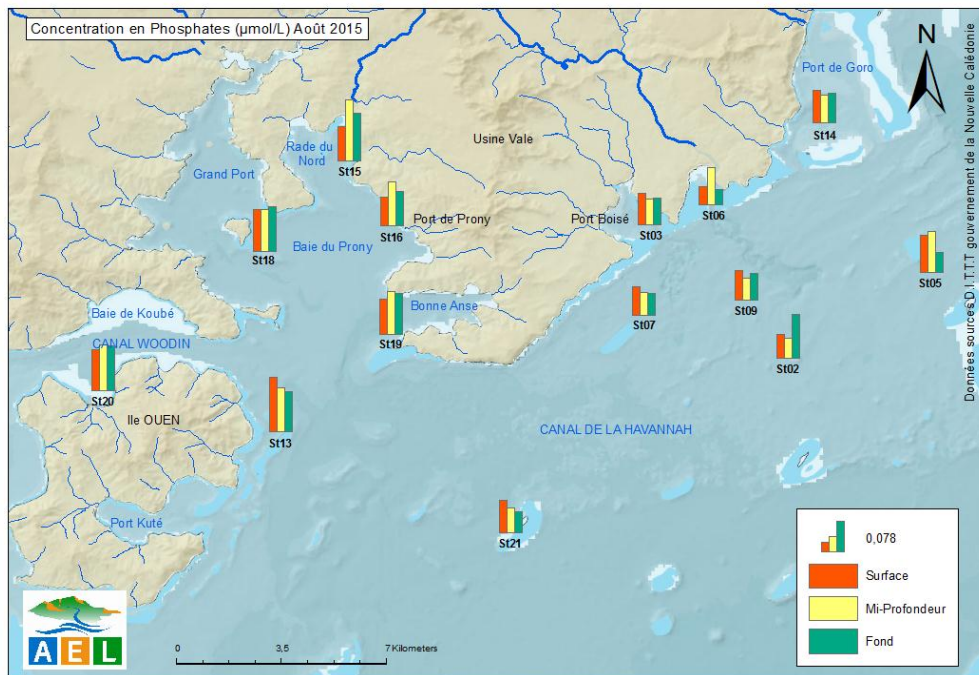 Concentration en Phosphates (µmol/L) Août 2015
N
Port de Goro
St14
Usine Vale
Rade du
Nord
St15
Grand Port
St06
Port de Prony
St16
Port Boisé
St03
Baie du Prony
St18
St05
Bonne Anse
St19
St07
St09
Baie de Koubé
CANAL WOODIN
St02
St20
Ile OUEN
St13
CANAL DE LA HAVANNAH
Port Kuté
St21
0,078
Surface
Mi-Profondeur
Fond
AEL
0 3,5 7 Kilometers
Données sources D.I.T.T.T gouvernement de la Nouvelle Calédonie